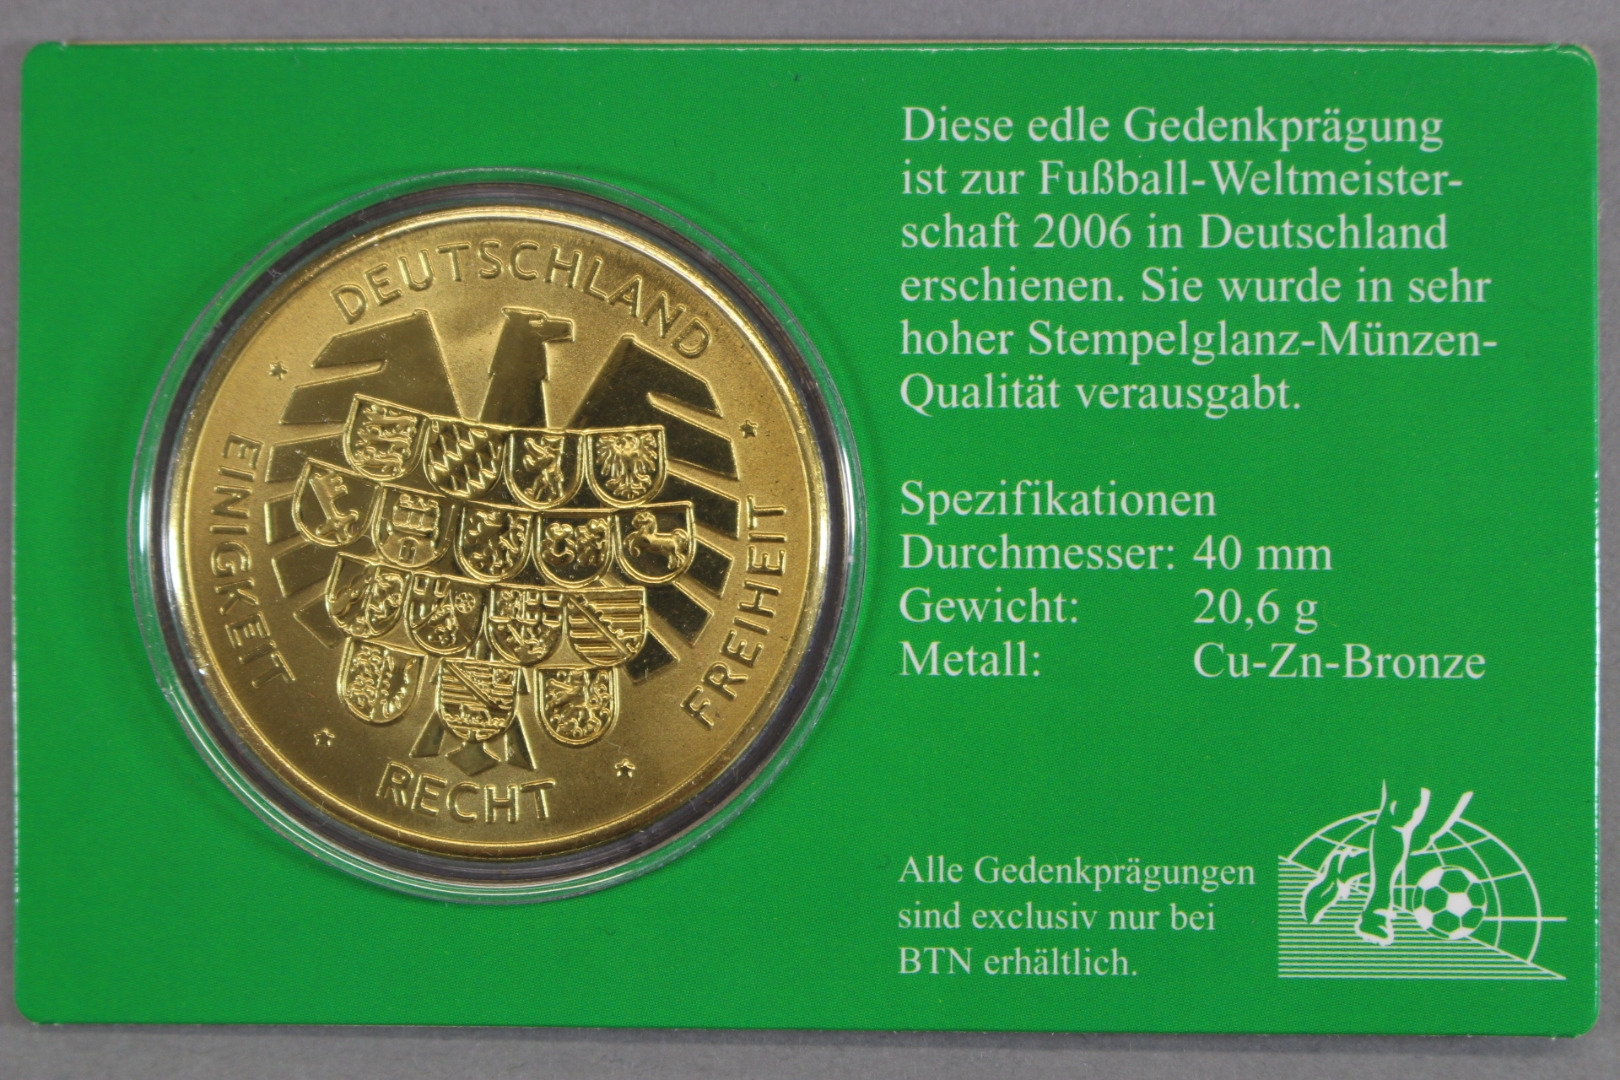 DEUTSCHLAND
EINIGKEIT
RECHT
FREIHEIT
Diese edle Gedenkprägung
ist zur Fußball-Weltmeister-
schaft 2006 in Deutschland
erschienen. Sie wurde in sehr
hoher Stempelglanz-Münzen-
Qualität verausgabt.
Spezifikationen
Durchmesser: 40 mm
Gewicht: 20,6 g
Metall: Cu-Zn-Bronze
Alle Gedenkprägungen
sind exclusiv nur bei
BTN erhältlich.